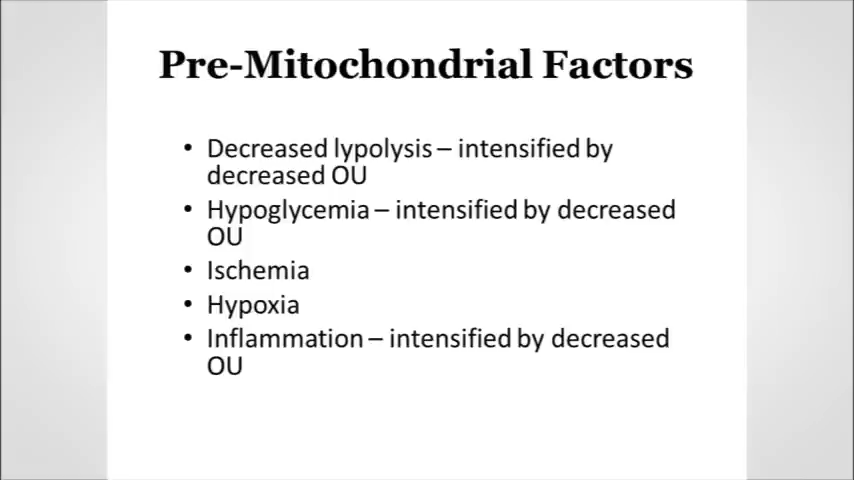 Pre-Mitochondrial Factors
• Decreased lypolysis – intensified by
decreased OU
• Hypoglycemia – intensified by decreased
OU
• Ischemia
• Hypoxia
• Inflammation – intensified by decreased
OU